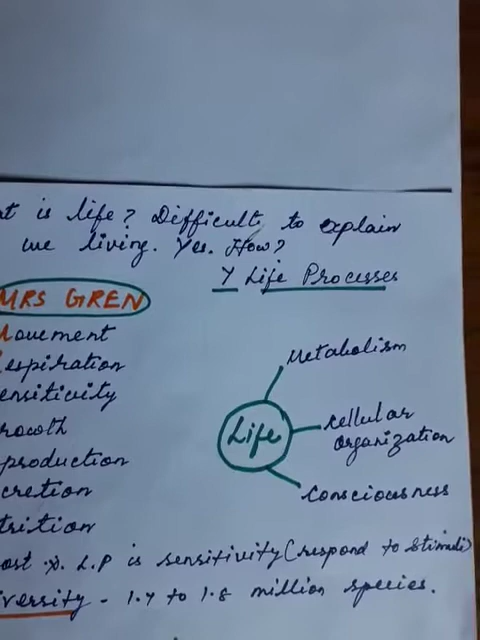 at is life? Difficult to explain
we living. Yes. How?
7 Life Processes
MRS GREN
Movement
espiration
ensitivity
rowth
production
cretion
trition
Metabolism
Life
Cellular
organization
Consciousness
ost L.P is sensitivity (respond to stimuli)
versity - 1.7 to 1.8 million species.